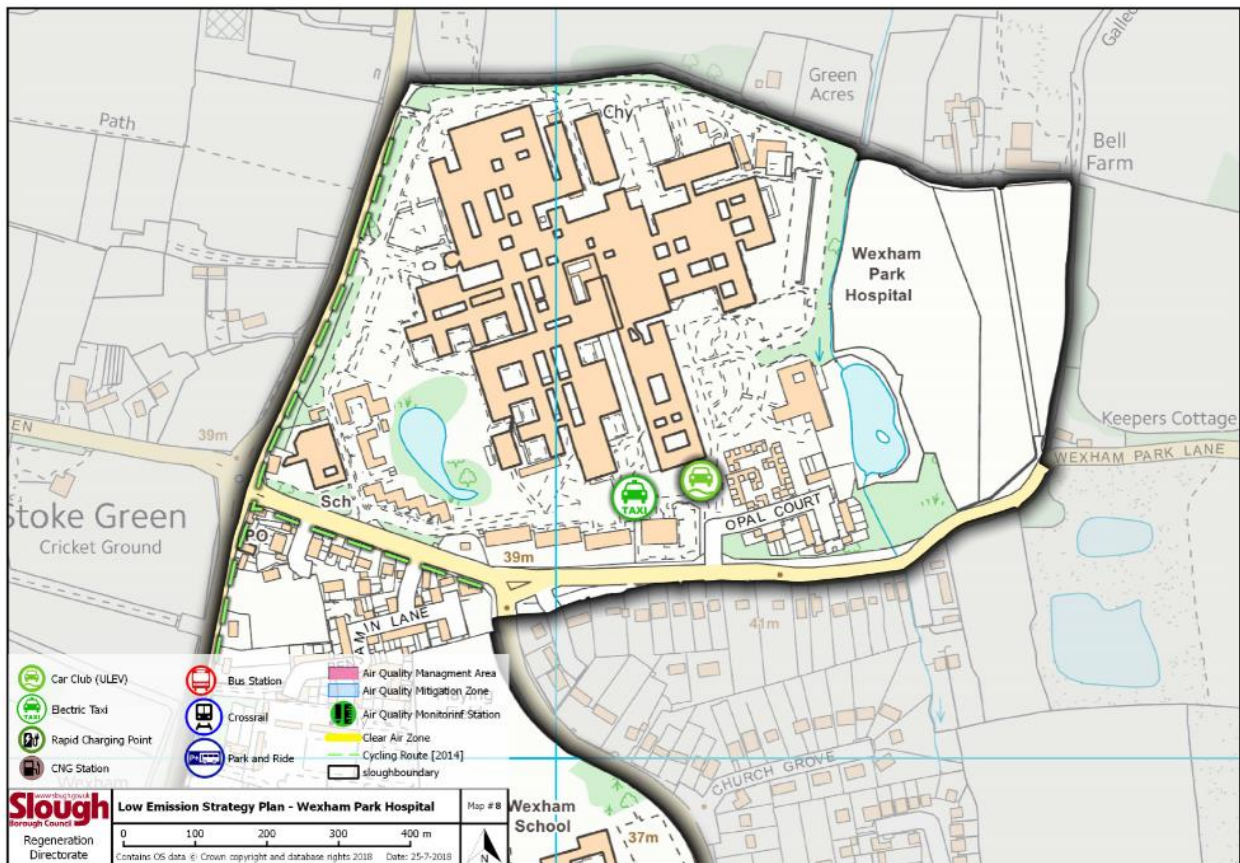 Path
Chy
Green
Acres
Galleo
Bell
Farm
Wexham
Park
Hospital
Keepers Cottage
WEXHAM PARK LANE
EN
39m
Sch
Stoke Green
Cricket Ground
PO
TAXI
OPAL COURT
39m
41m
CHURCH GROVE
Wexham
School
37m
Car Club (ULEV)
Electric Taxi
Rapid Charging Point
CNG Station
Bus Station
Crossrail
Park and Ride
Air Quality Managment Area
Air Quality Mitigation Zone
Air Quality Monitorinf Station
Clear Air Zone
Cycling Route [2014]
sloughboundary
www.slough.gov.uk
Slough
Borough Council
Regeneration
Directorate
Low Emission Strategy Plan - Wexham Park Hospital
Map # 8
0 100 200 300 400 m
Contains OS data © Crown copyright and database rights 2018 Date: 25-7-2018
N